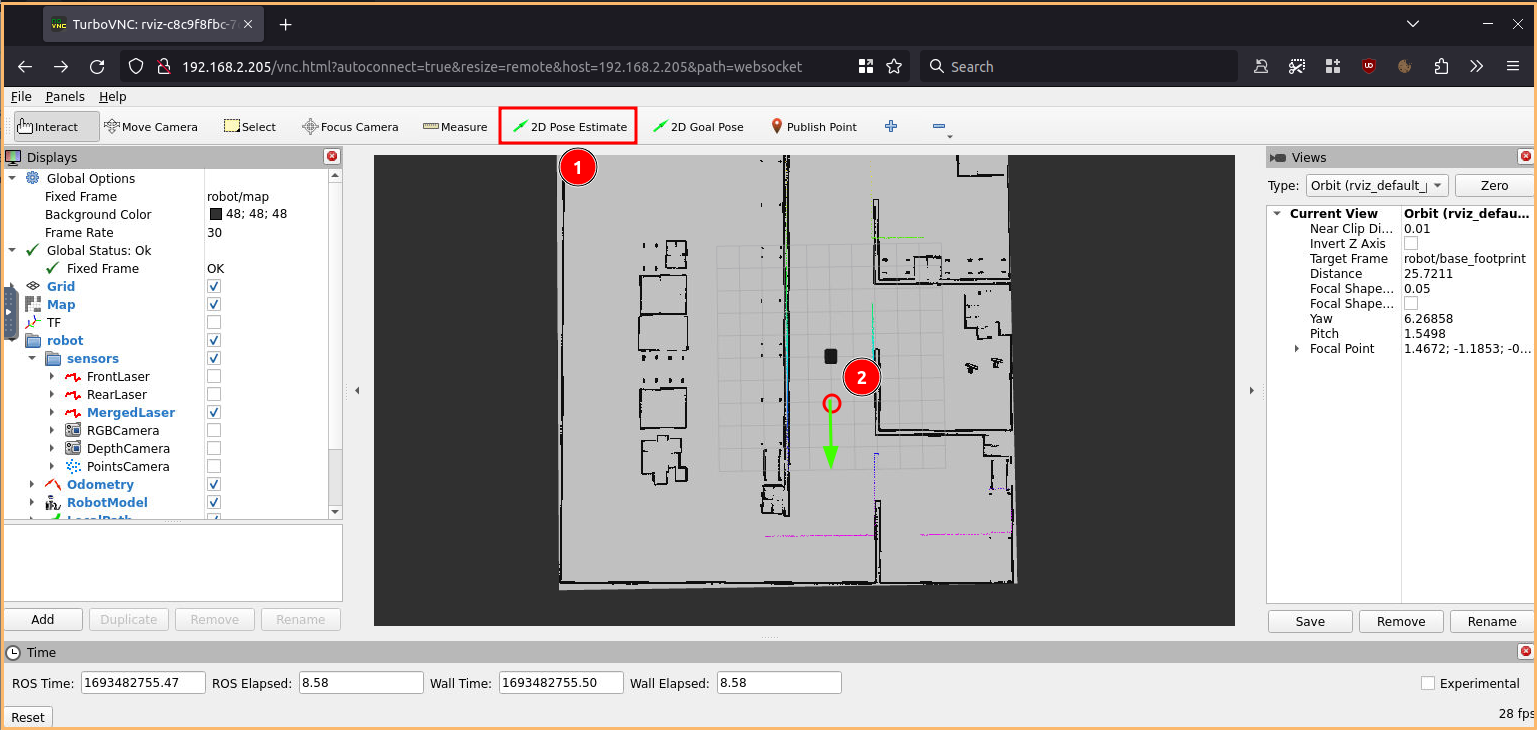 VNC TurboVNC: rviz-c8c9f8fbc-7
192.168.2.205/vnc.html?autoconnect=true&resize=remote&host=192.168.2.205&path=websocket
Search
File Panels Help
Interact Move Camera Select Focus Camera Measure 2D Pose Estimate 2D Goal Pose Publish Point
1
2
Displays
Global Options
Fixed Frame robot/map
Background Color 48; 48; 48
Frame Rate 30
Global Status: Ok
Fixed Frame OK
Grid
Map
TF
robot
sensors
FrontLaser
RearLaser
MergedLaser
RGBCamera
DepthCamera
PointsCamera
Odometry
RobotModel
LocalPath
Add Duplicate Remove Rename
Views
Type: Orbit (rviz_default_ Zero
Current View Orbit (rviz_defau...
Near Clip Di... 0.01
Invert Z Axis
Target Frame robot/base_footprint
Distance 25.7211
Focal Shape... 0.05
Focal Shape...
Yaw 6.26858
Pitch 1.5498
Focal Point 1.4672; -1.1853; -0...
Save Remove Rename
Time
ROS Time: 1693482755.47 ROS Elapsed: 8.58 Wall Time: 1693482755.50 Wall Elapsed: 8.58 Experimental
Reset 28 fps